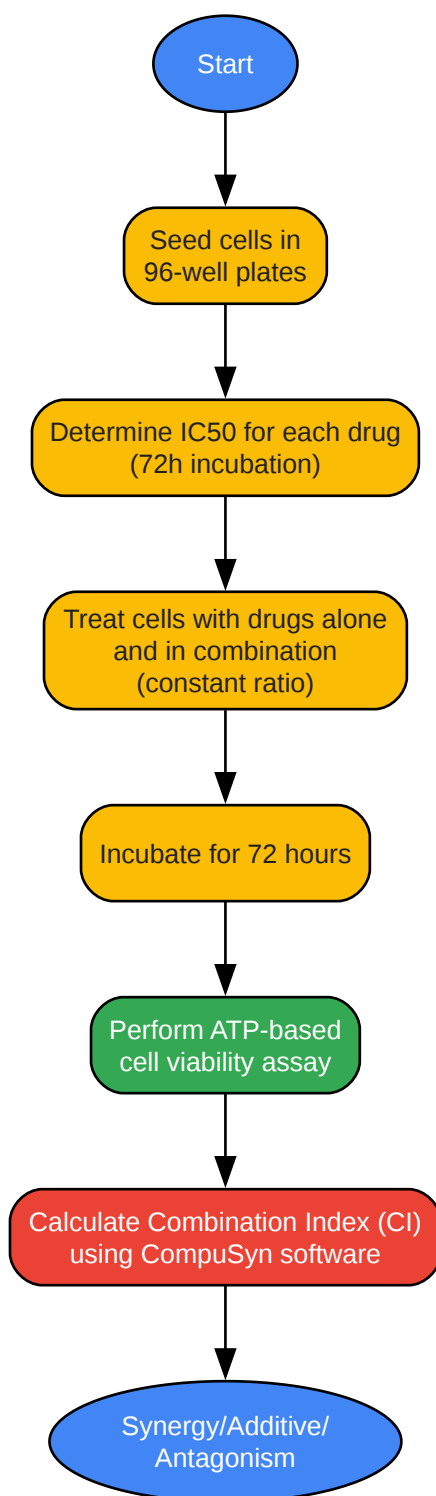 Start
Seed cells in
96-well plates
Determine IC50 for each drug
(72h incubation)
Treat cells with drugs alone
and in combination
(constant ratio)
Incubate for 72 hours
Perform ATP-based
cell viability assay
Calculate Combination Index (CI)
using CompuSyn software
Synergy/Additive/
Antagonism